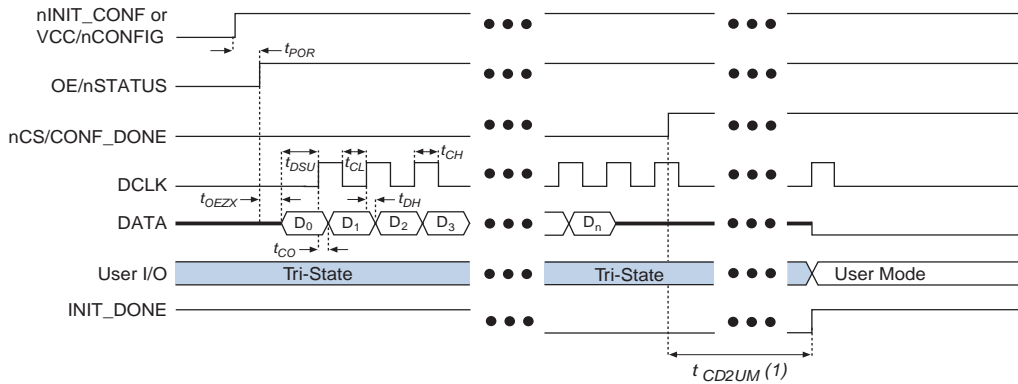 nINIT_CONF or
VCC/nCONFIG
tPOR
OE/nSTATUS
nCS/CONF_DONE
tDSU
tCL
tCH
DCLK
tOEZX
tDH
DATA
D0
D1
D2
D3
Dn
tCO
User I/O
Tri-State
Tri-State
User Mode
INIT_DONE
t CD2UM (1)